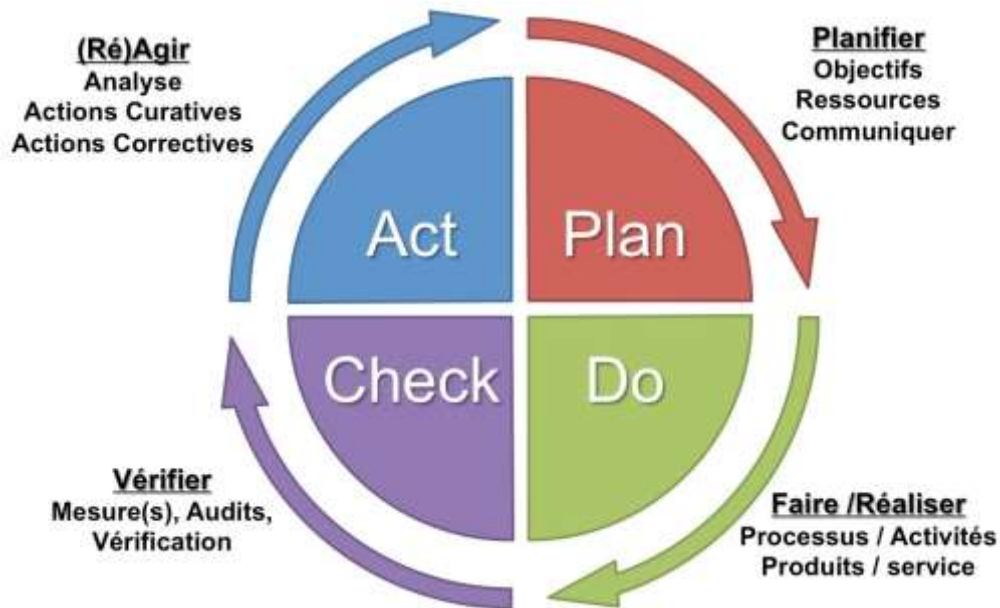 (Ré)Agir
Analyse
Actions Curatives
Actions Correctives
Planifier
Objectifs
Ressources
Communiquer
Act
Plan
Check
Do
Vérifier
Mesure(s), Audits,
Vérification
Faire /Réaliser
Processus / Activités
Produits / service